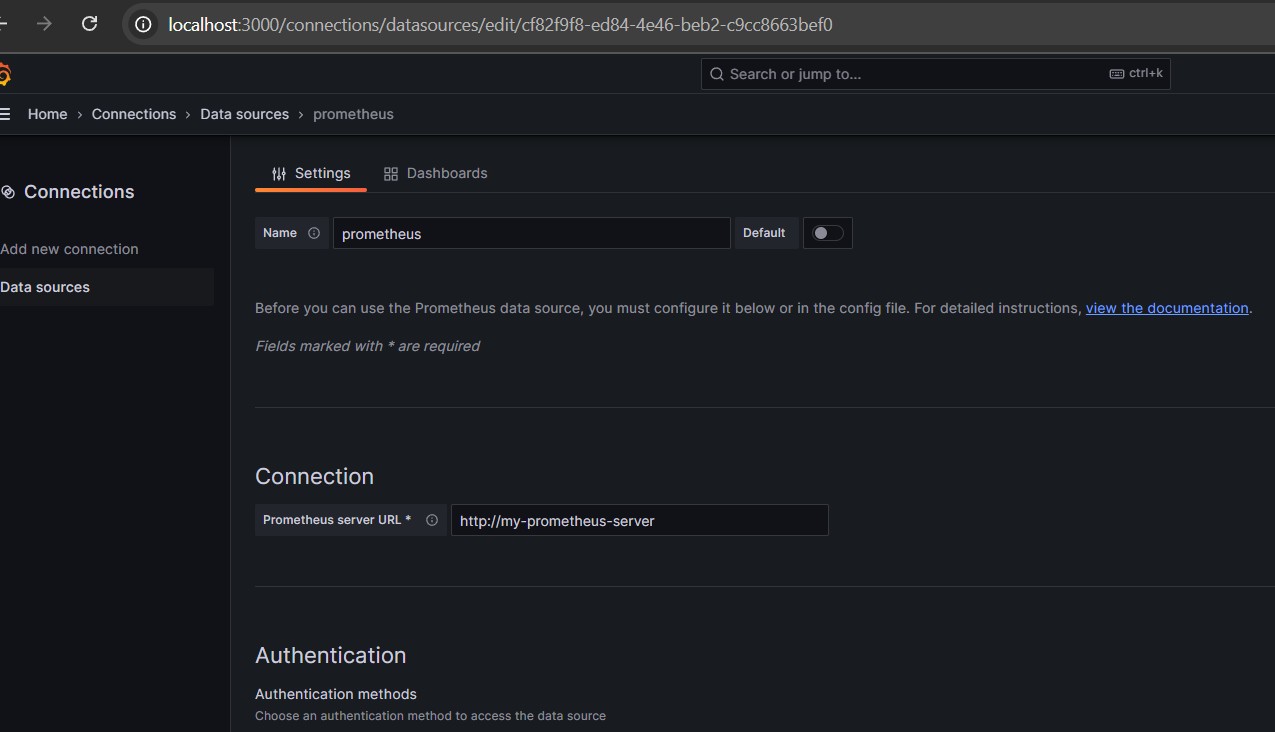 localhost:3000/connections/datasources/edit/cf82f9f8-ed84-4e46-beb2-c9cc8663bef0
Search or jump to... ctrl+k
Home › Connections › Data sources › prometheus
Connections
Add new connection
Data sources
Settings Dashboards
Name prometheus Default
Before you can use the Prometheus data source, you must configure it below or in the config file. For detailed instructions, view the documentation.
Fields marked with * are required
Connection
Prometheus server URL * http://my-prometheus-server
Authentication
Authentication methods
Choose an authentication method to access the data source